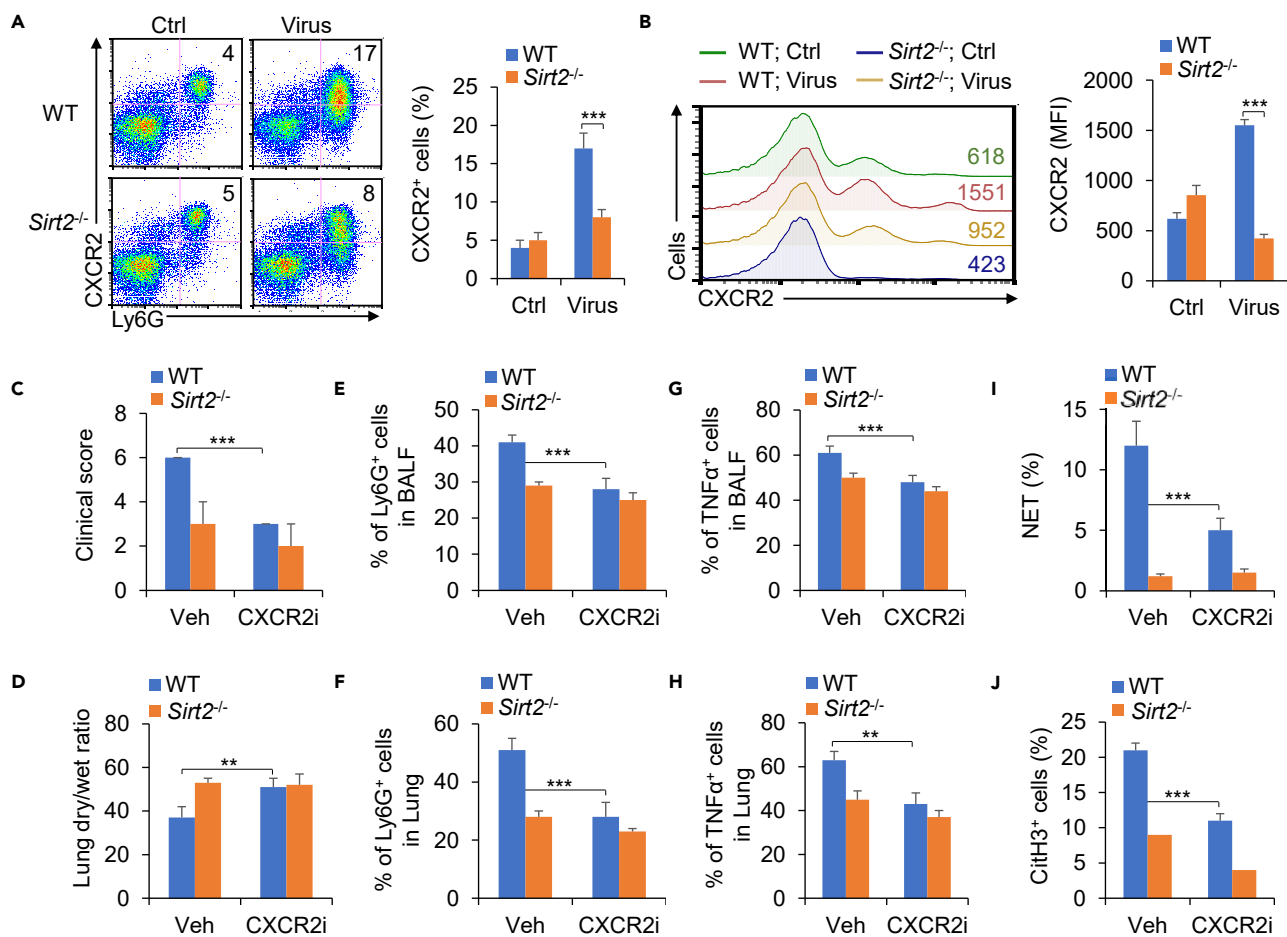 A
Ctrl
Virus
WT
Sirt2-/-
4
17
5
8
CXCR2
Ly6G
WT
Sirt2-/-
CXCR2+ cells (%)
25
20
15
10
5
0
***
Ctrl
Virus
B
WT; Ctrl
Sirt2-/-; Ctrl
WT; Virus
Sirt2-/-; Virus
618
1551
952
423
Cells
CXCR2
WT
Sirt2-/-
CXCR2 (MFI)
2000
1500
1000
500
0
***
Ctrl
Virus
C
WT
Sirt2-/-
Clinical score
8
6
4
2
0
***
Veh
CXCR2i
E
WT
Sirt2-/-
% of Ly6G+ cells
in BALF
50
40
30
20
10
0
***
Veh
CXCR2i
G
WT
Sirt2-/-
% of TNFα+ cells
in BALF
80
60
40
20
0
***
Veh
CXCR2i
I
WT
Sirt2-/-
NET (%)
15
10
5
0
***
Veh
CXCR2i
D
WT
Sirt2-/-
Lung dry/wet ratio
80
60
40
20
0
**
Veh
CXCR2i
F
WT
Sirt2-/-
% of Ly6G+ cells
in Lung
60
40
20
0
***
Veh
CXCR2i
H
WT
Sirt2-/-
% of TNFα+ cells
in Lung
80
60
40
20
0
**
Veh
CXCR2i
J
WT
Sirt2-/-
CitH3+ cells (%)
25
20
15
10
5
0
***
Veh
CXCR2i